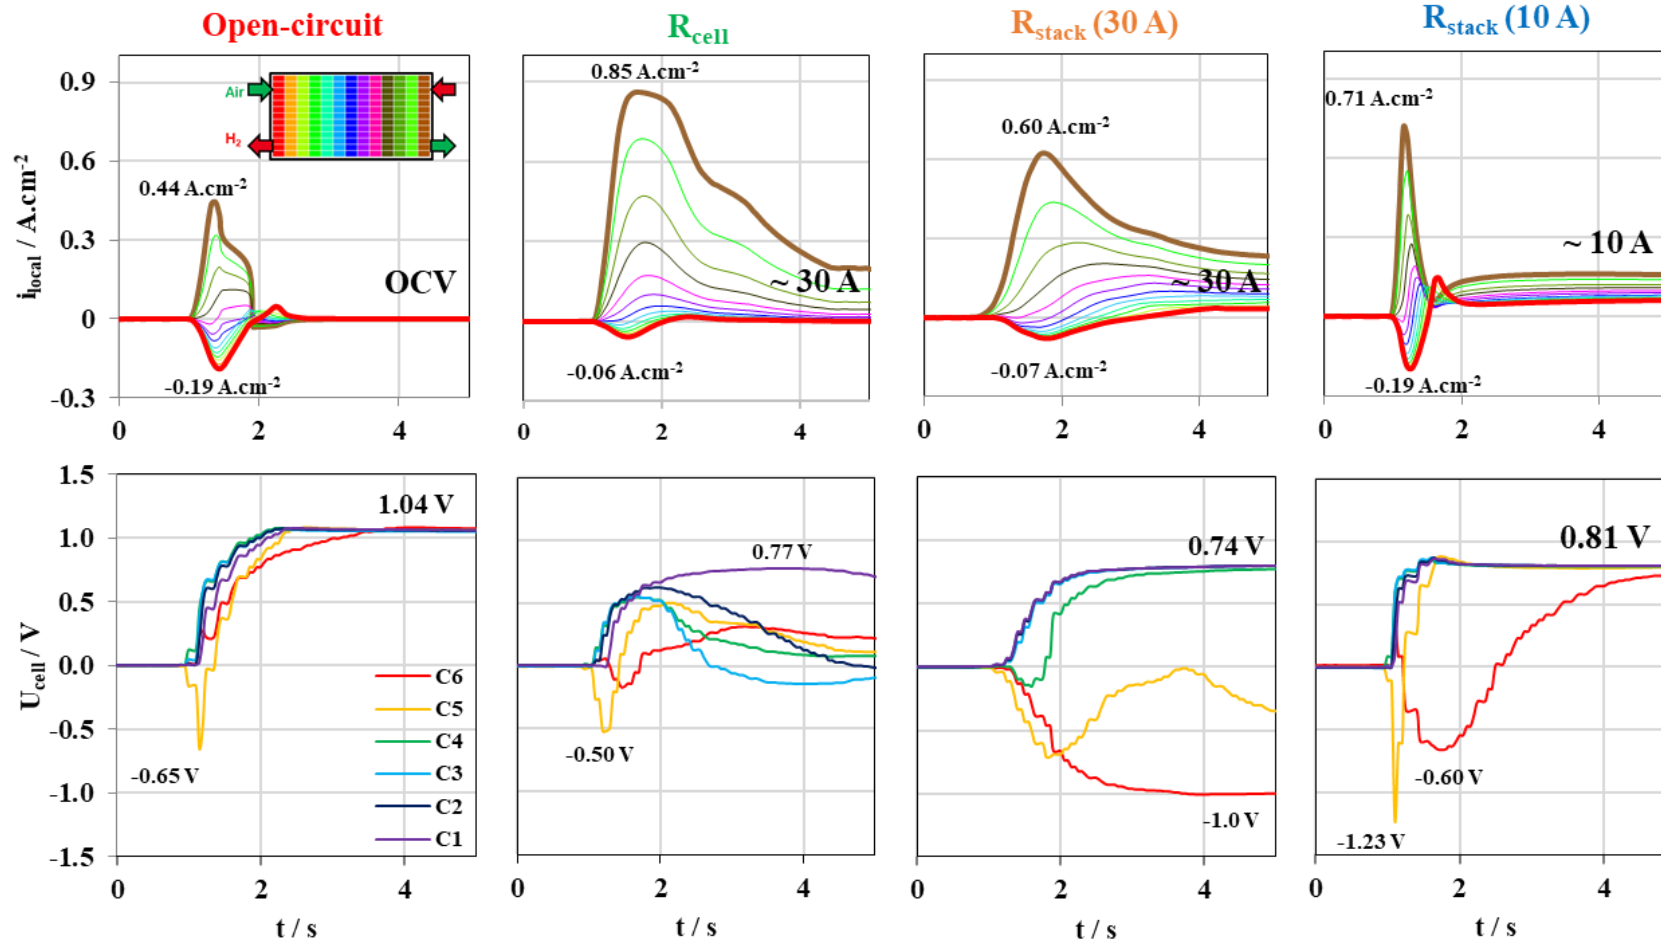 Open-circuit
R_cell
R_stack (30 A)
R_stack (10 A)
i_local / A.cm⁻²
0.9
0.6
0.3
0
-0.3
Air
H₂
0.44 A.cm⁻²
-0.19 A.cm⁻²
OCV
0 2 4
0.85 A.cm⁻²
-0.06 A.cm⁻²
~ 30 A
0 2 4
0.60 A.cm⁻²
-0.07 A.cm⁻²
~ 30 A
0 2 4
0.71 A.cm⁻²
-0.19 A.cm⁻²
~ 10 A
0 2 4
U_cell / V
1.5
1.0
0.5
0.0
-0.5
-1.0
-1.5
1.04 V
-0.65 V
C6
C5
C4
C3
C2
C1
0 2 4
t / s
0.77 V
-0.50 V
0 2 4
t / s
0.74 V
-1.0 V
0 2 4
t / s
0.81 V
-0.60 V
-1.23 V
0 2 4
t / s